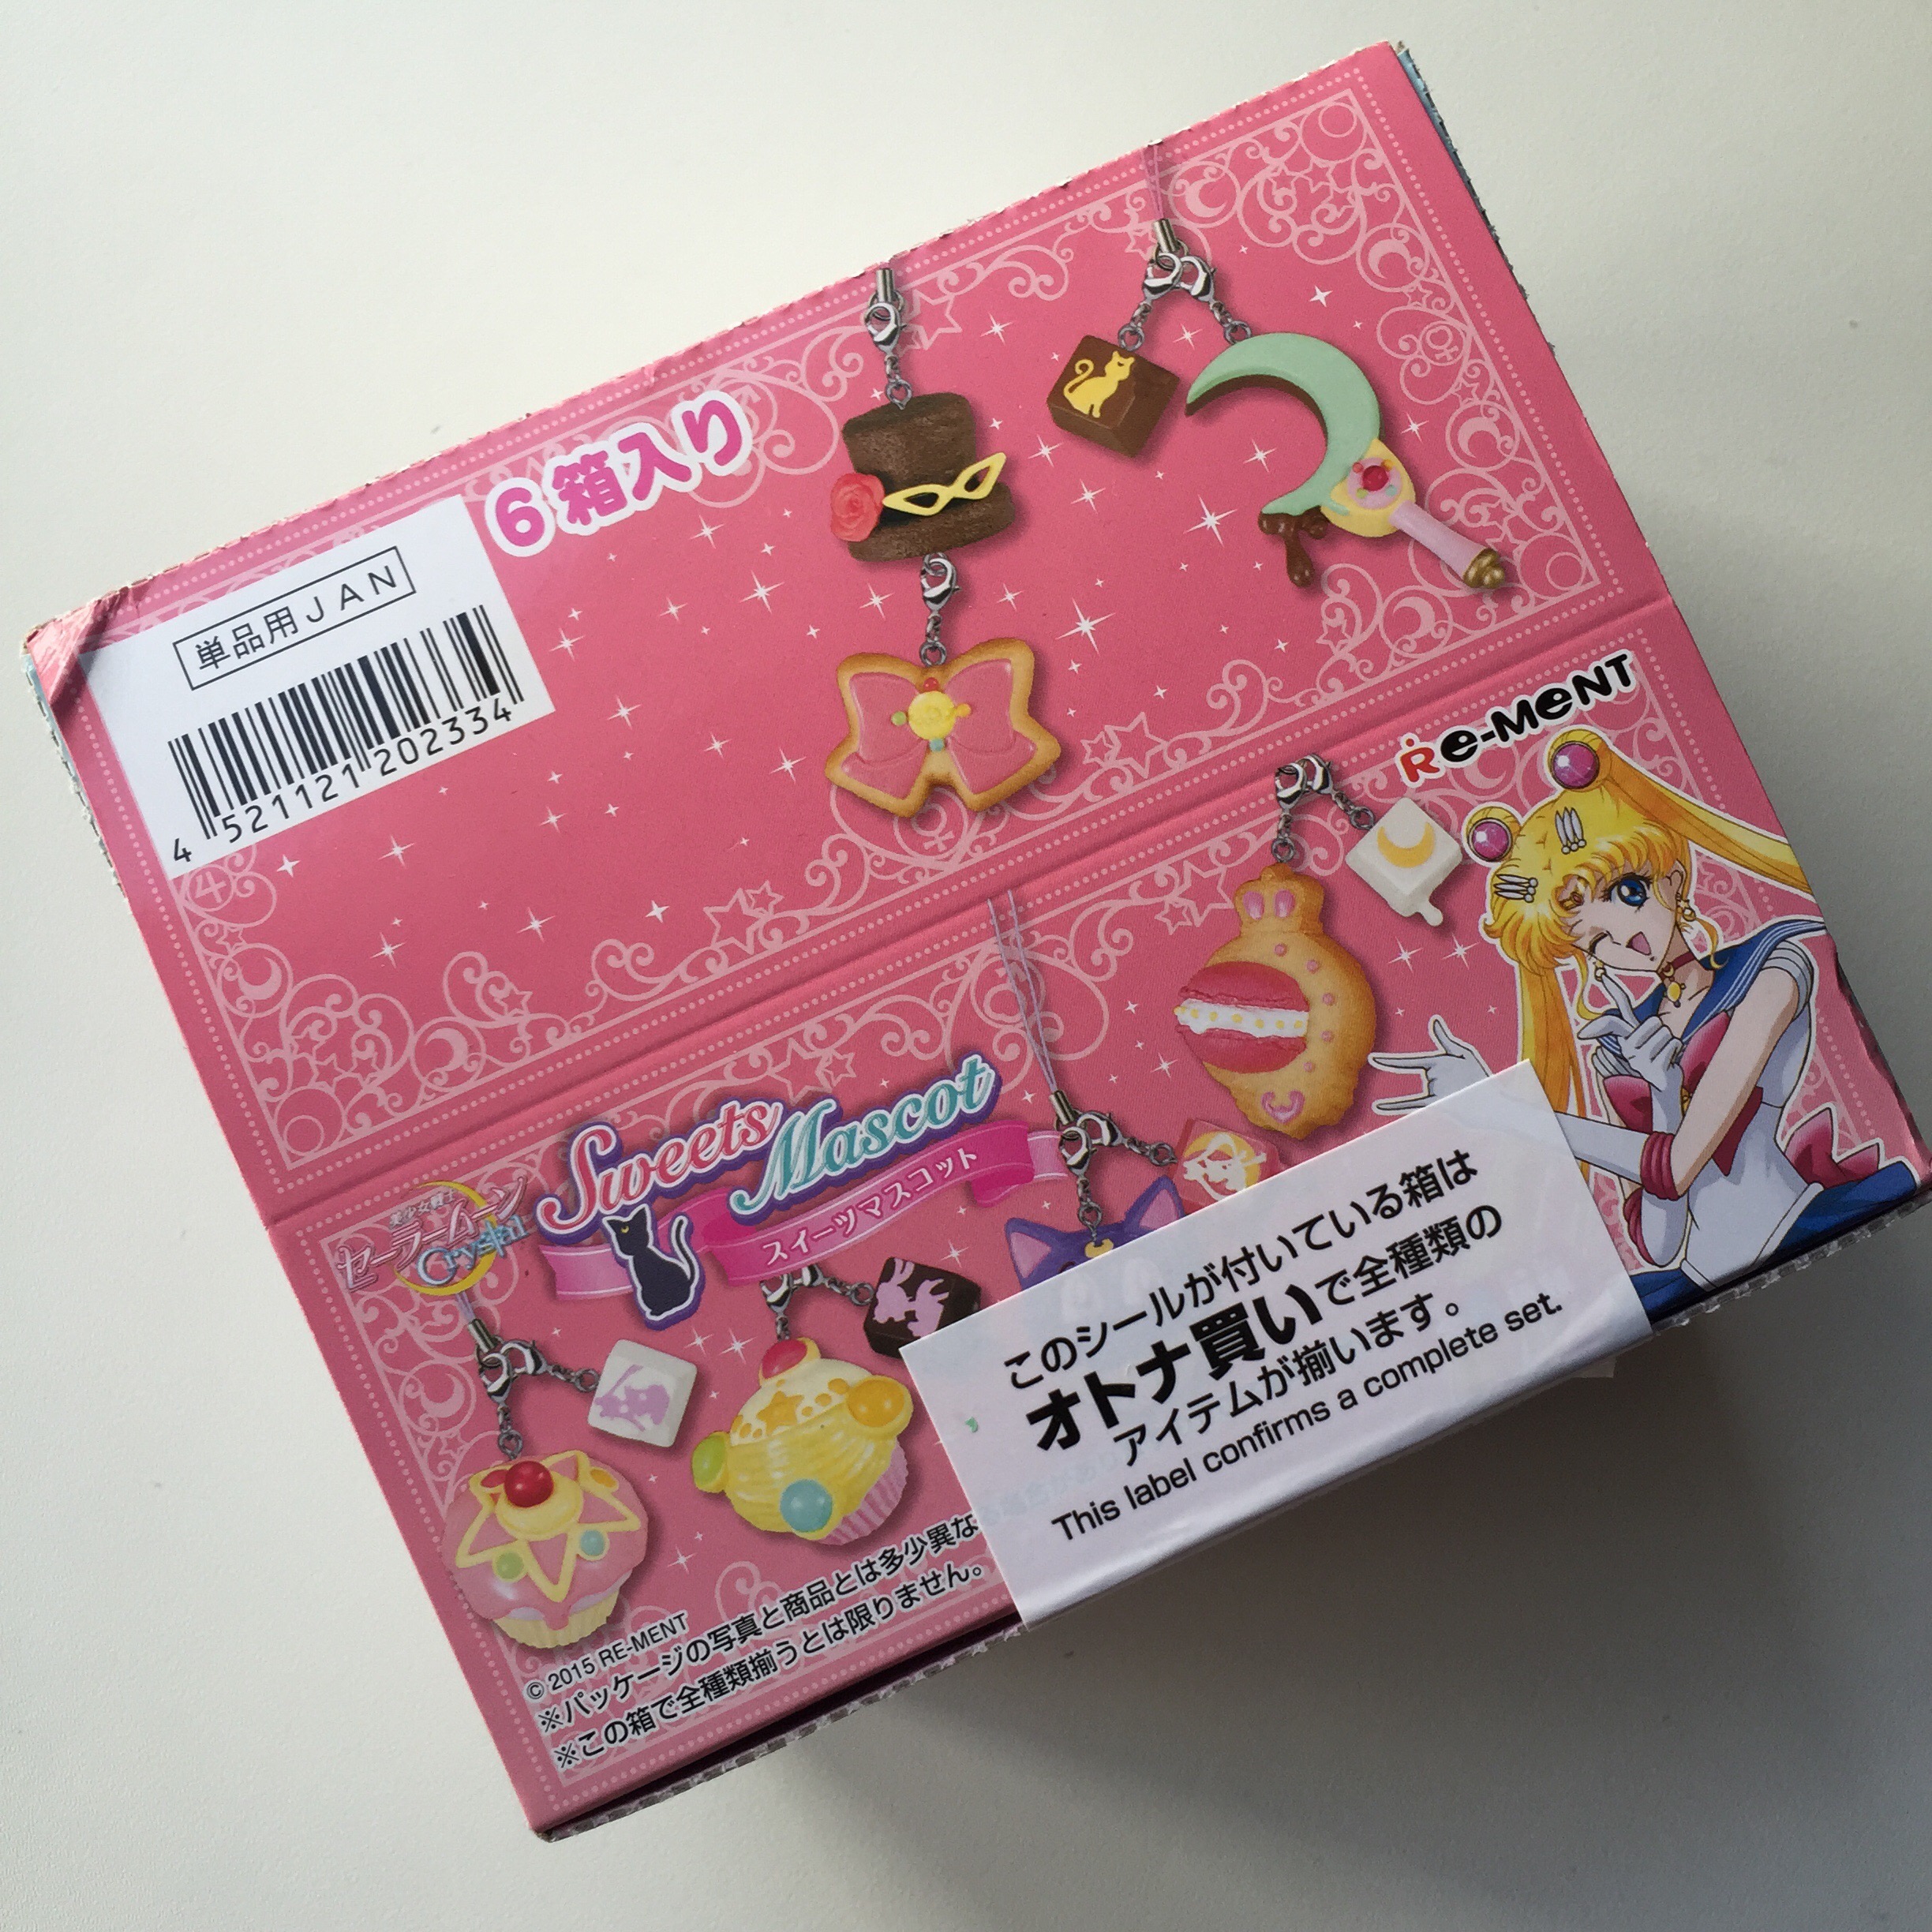 6箱入り
単品用JAN
4 521121 202334
Re-MeNT
美少女戦士
セーラームーン
Crystal
Sweets
Mascot
スイーツマスコット
このシールが付いている箱は
オトナ買いで全種類の
アイテムが揃います。
This label confirms a complete set.
© 2015 RE-MENT
※パッケージの写真と商品とは多少異な
※この箱で全種類揃うとは限りません。